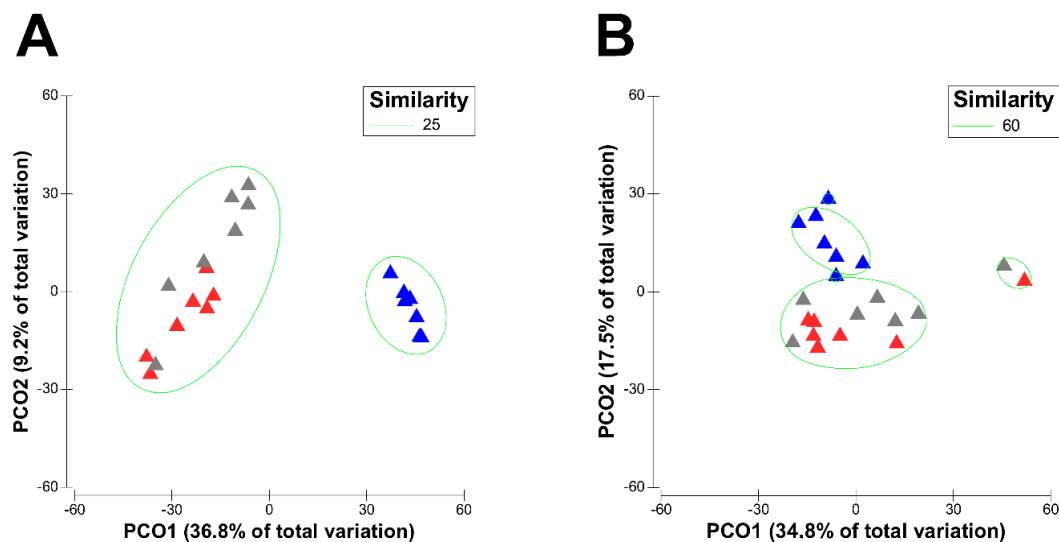 A
Similarity
25
60
30
0
-30
-60
PCO2 (9.2% of total variation)
-60
-30
0
30
60
PCO1 (36.8% of total variation)
B
Similarity
60
60
30
0
-30
-60
PCO2 (17.5% of total variation)
-60
-30
0
30
60
PCO1 (34.8% of total variation)